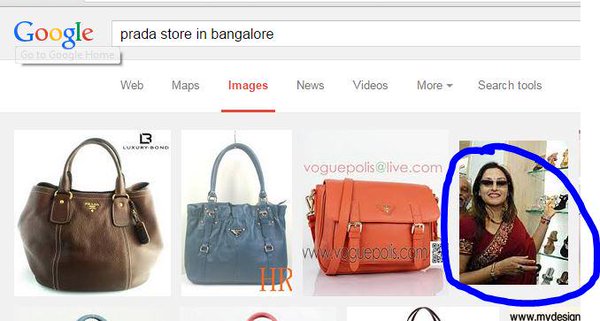 Google
prada store in bangalore
Go to Google Home
Web Maps Images News Videos More Search tools
LUXURY-BOND
PRADA
voguepolis@live.com
www.voguepolis.com
HR
www.mydesign